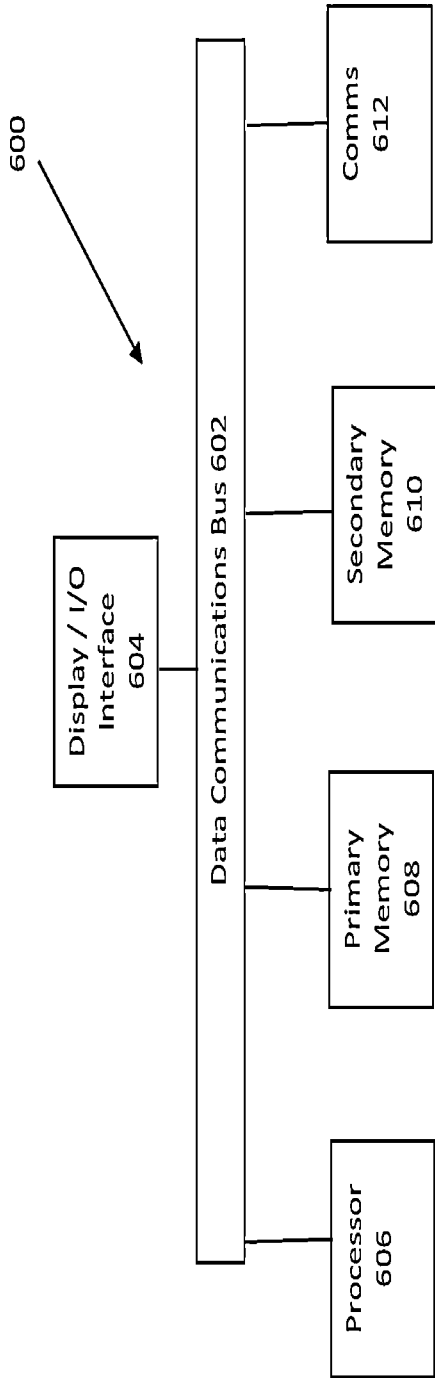 600
Display / I/O
Interface
604
Data Communications Bus 602
Processor
606
Primary
Memory
608
Secondary
Memory
610
Comms
612